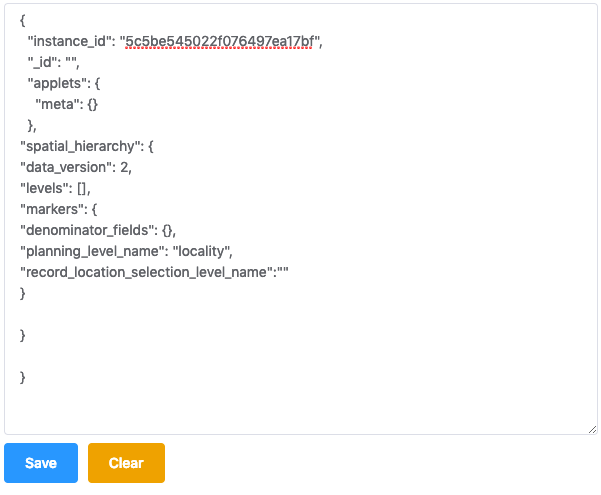 {
"instance_id": "5c5be545022f076497ea17bf",
"_id": "",
"applets": {
"meta": {}
},
"spatial_hierarchy": {
"data_version": 2,
"levels": [],
"markers": {
"denominator_fields": {},
"planning_level_name": "locality",
"record_location_selection_level_name":""
}
}
}
Save Clear